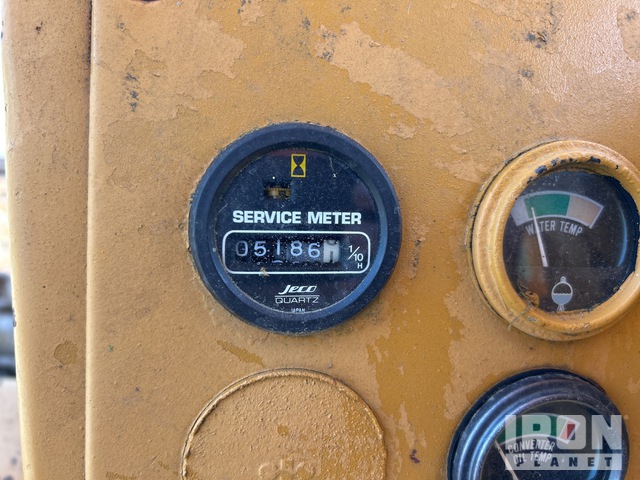 SERVICE METER
05186 1/10 H
Jeco
QUARTZ
JAPAN
WATER TEMP
CONVERTER
OIL TEMP
IRON
PLANET